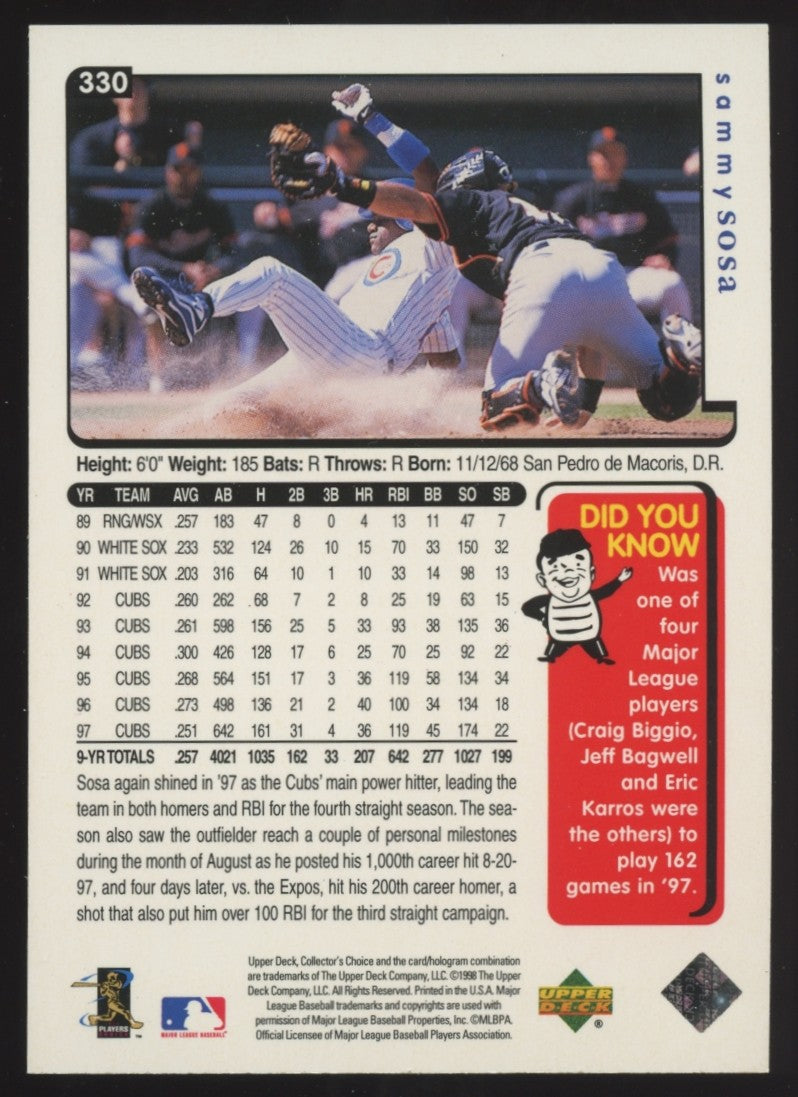 330
sammy sosa
Height: 6'0" Weight: 185 Bats: R Throws: R Born: 11/12/68 San Pedro de Macoris, D.R.
YR TEAM AVG AB H 2B 3B HR RBI BB SO SB
89 RNG/WSX .257 183 47 8 0 4 13 11 47 7
90 WHITE SOX .233 532 124 26 10 15 70 33 150 32
91 WHITE SOX .203 316 64 10 1 10 33 14 98 13
92 CUBS .260 262 68 7 2 8 25 19 63 15
93 CUBS .261 598 156 25 5 33 93 38 135 36
94 CUBS .300 426 128 17 6 25 70 25 92 22
95 CUBS .268 564 151 17 3 36 119 58 134 34
96 CUBS .273 498 136 21 2 40 100 34 134 18
97 CUBS .251 642 161 31 4 36 119 45 174 22
9-YR TOTALS .257 4021 1035 162 33 207 642 277 1027 199
Sosa again shined in '97 as the Cubs' main power hitter, leading the
team in both homers and RBI for the fourth straight season. The sea-
son also saw the outfielder reach a couple of personal milestones
during the month of August as he posted his 1,000th career hit 8-20-
97, and four days later, vs. the Expos, hit his 200th career homer, a
shot that also put him over 100 RBI for the third straight campaign.
DID YOU
KNOW
Was
one of
four
Major
League
players
(Craig Biggio,
Jeff Bagwell
and Eric
Karros were
the others) to
play 162
games in '97.
PLAYERS
CHOICE
TM
MAJOR LEAGUE BASEBALL
Upper Deck, Collector's Choice and the card/hologram combination
are trademarks of The Upper Deck Company, LLC. ©1998 The Upper
Deck Company, LLC. All Rights Reserved. Printed in the U.S.A. Major
League Baseball trademarks and copyrights are used with
permission of Major League Baseball Properties, Inc. ©MLBPA.
Official Licensee of Major League Baseball Players Association.
UPPER
DECK
®